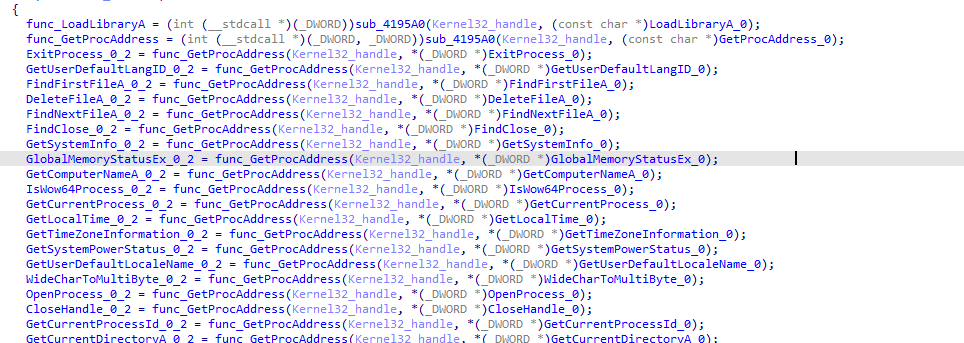 {
func_LoadLibraryA = (int (__stdcall *)(_DWORD))sub_4195A0(Kernel32_handle, (const char *)LoadLibraryA_0);
func_GetProcAddress = (int (__stdcall *)(_DWORD, _DWORD))sub_4195A0(Kernel32_handle, (const char *)GetProcAddress_0);
ExitProcess_0_2 = func_GetProcAddress(Kernel32_handle, *(_DWORD *)ExitProcess_0);
GetUserDefaultLangID_0_2 = func_GetProcAddress(Kernel32_handle, *(_DWORD *)GetUserDefaultLangID_0);
FindFirstFileA_0_2 = func_GetProcAddress(Kernel32_handle, *(_DWORD *)FindFirstFileA_0);
DeleteFileA_0_2 = func_GetProcAddress(Kernel32_handle, *(_DWORD *)DeleteFileA_0);
FindNextFileA_0_2 = func_GetProcAddress(Kernel32_handle, *(_DWORD *)FindNextFileA_0);
FindClose_0_2 = func_GetProcAddress(Kernel32_handle, *(_DWORD *)FindClose_0);
GetSystemInfo_0_2 = func_GetProcAddress(Kernel32_handle, *(_DWORD *)GetSystemInfo_0);
GlobalMemoryStatusEx_0_2 = func_GetProcAddress(Kernel32_handle, *(_DWORD *)GlobalMemoryStatusEx_0);
GetComputerNameA_0_2 = func_GetProcAddress(Kernel32_handle, *(_DWORD *)GetComputerNameA_0);
IsWow64Process_0_2 = func_GetProcAddress(Kernel32_handle, *(_DWORD *)IsWow64Process_0);
GetCurrentProcess_0_2 = func_GetProcAddress(Kernel32_handle, *(_DWORD *)GetCurrentProcess_0);
GetLocalTime_0_2 = func_GetProcAddress(Kernel32_handle, *(_DWORD *)GetLocalTime_0);
GetTimeZoneInformation_0_2 = func_GetProcAddress(Kernel32_handle, *(_DWORD *)GetTimeZoneInformation_0);
GetSystemPowerStatus_0_2 = func_GetProcAddress(Kernel32_handle, *(_DWORD *)GetSystemPowerStatus_0);
GetUserDefaultLocaleName_0_2 = func_GetProcAddress(Kernel32_handle, *(_DWORD *)GetUserDefaultLocaleName_0);
WideCharToMultiByte_0_2 = func_GetProcAddress(Kernel32_handle, *(_DWORD *)WideCharToMultiByte_0);
OpenProcess_0_2 = func_GetProcAddress(Kernel32_handle, *(_DWORD *)OpenProcess_0);
CloseHandle_0_2 = func_GetProcAddress(Kernel32_handle, *(_DWORD *)CloseHandle_0);
GetCurrentProcessId_0_2 = func_GetProcAddress(Kernel32_handle, *(_DWORD *)GetCurrentProcessId_0);
GetCurrentDirectoryA_0_2 = func_GetProcAddress(Kernel32_handle, *(_DWORD *)GetCurrentDirectoryA_0);